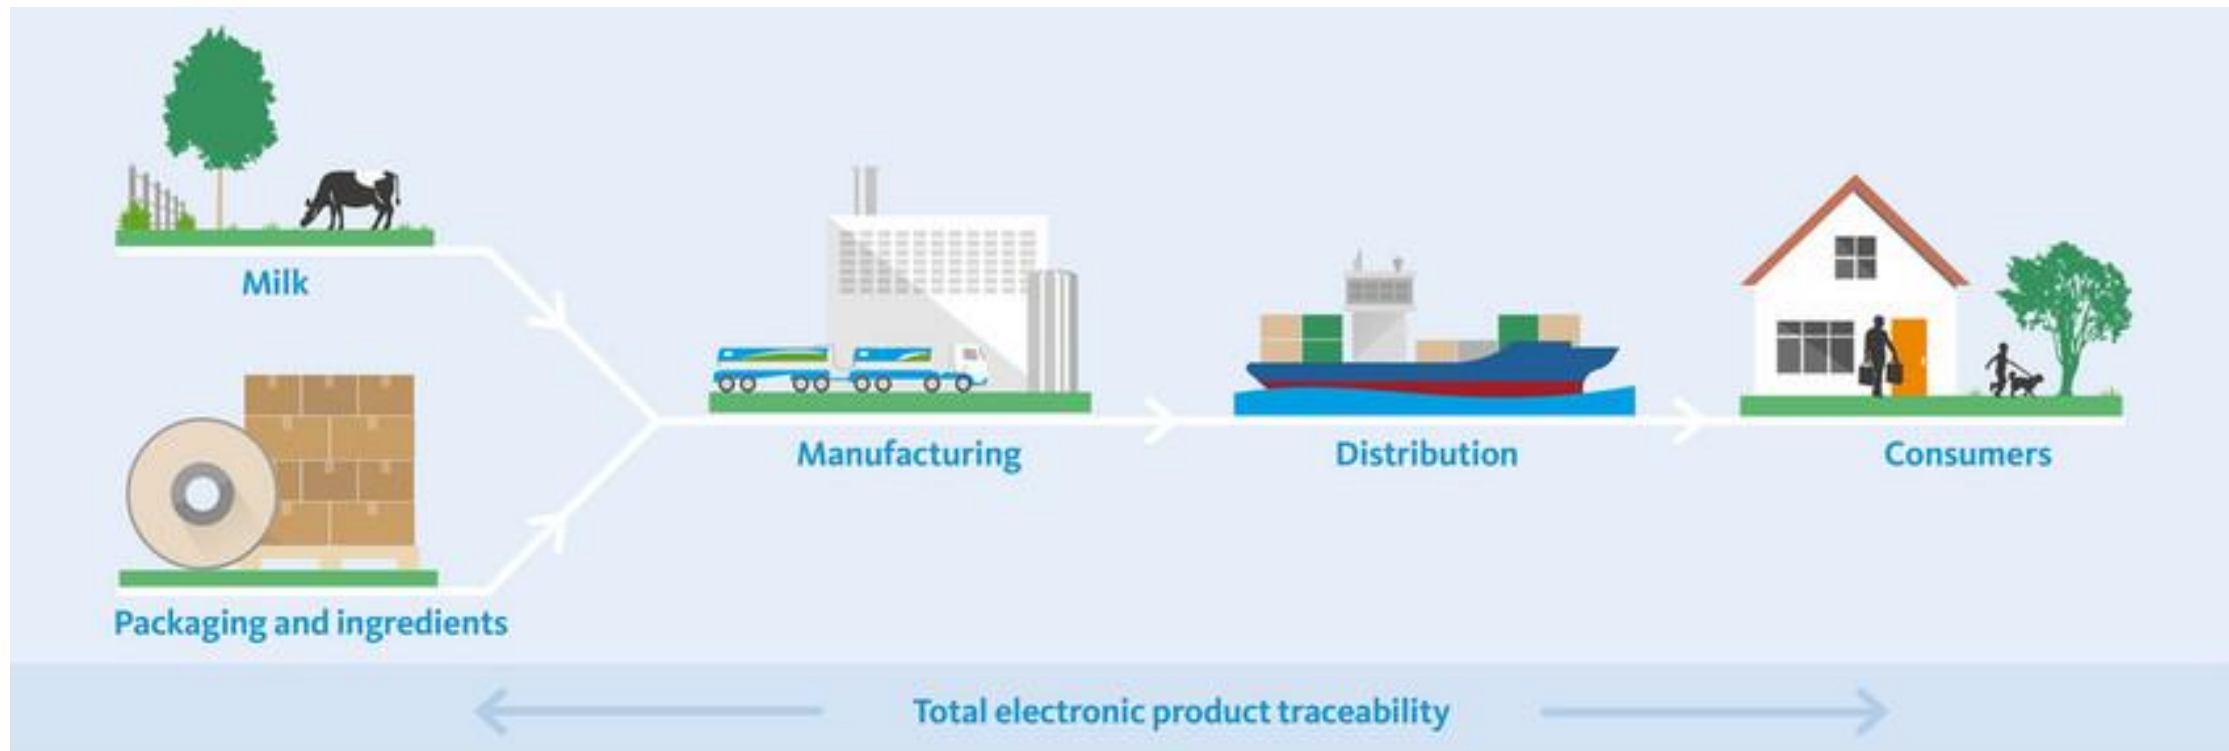 Milk
Packaging and ingredients
Manufacturing
Distribution
Consumers
Total electronic product traceability